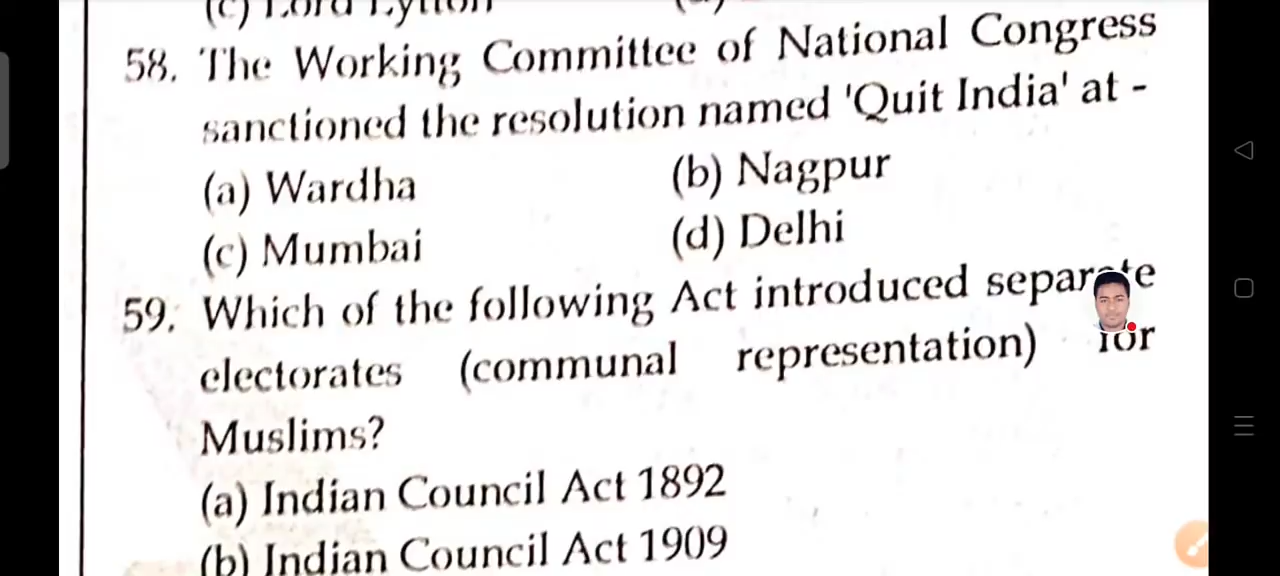 (c) Lord Lytton
58. The Working Committee of National Congress
sanctioned the resolution named 'Quit India' at -
(a) Wardha
(b) Nagpur
(c) Mumbai
(d) Delhi
59. Which of the following Act introduced separate
electorates (communal representation) for
Muslims?
(a) Indian Council Act 1892
(b) Indian Council Act 1909